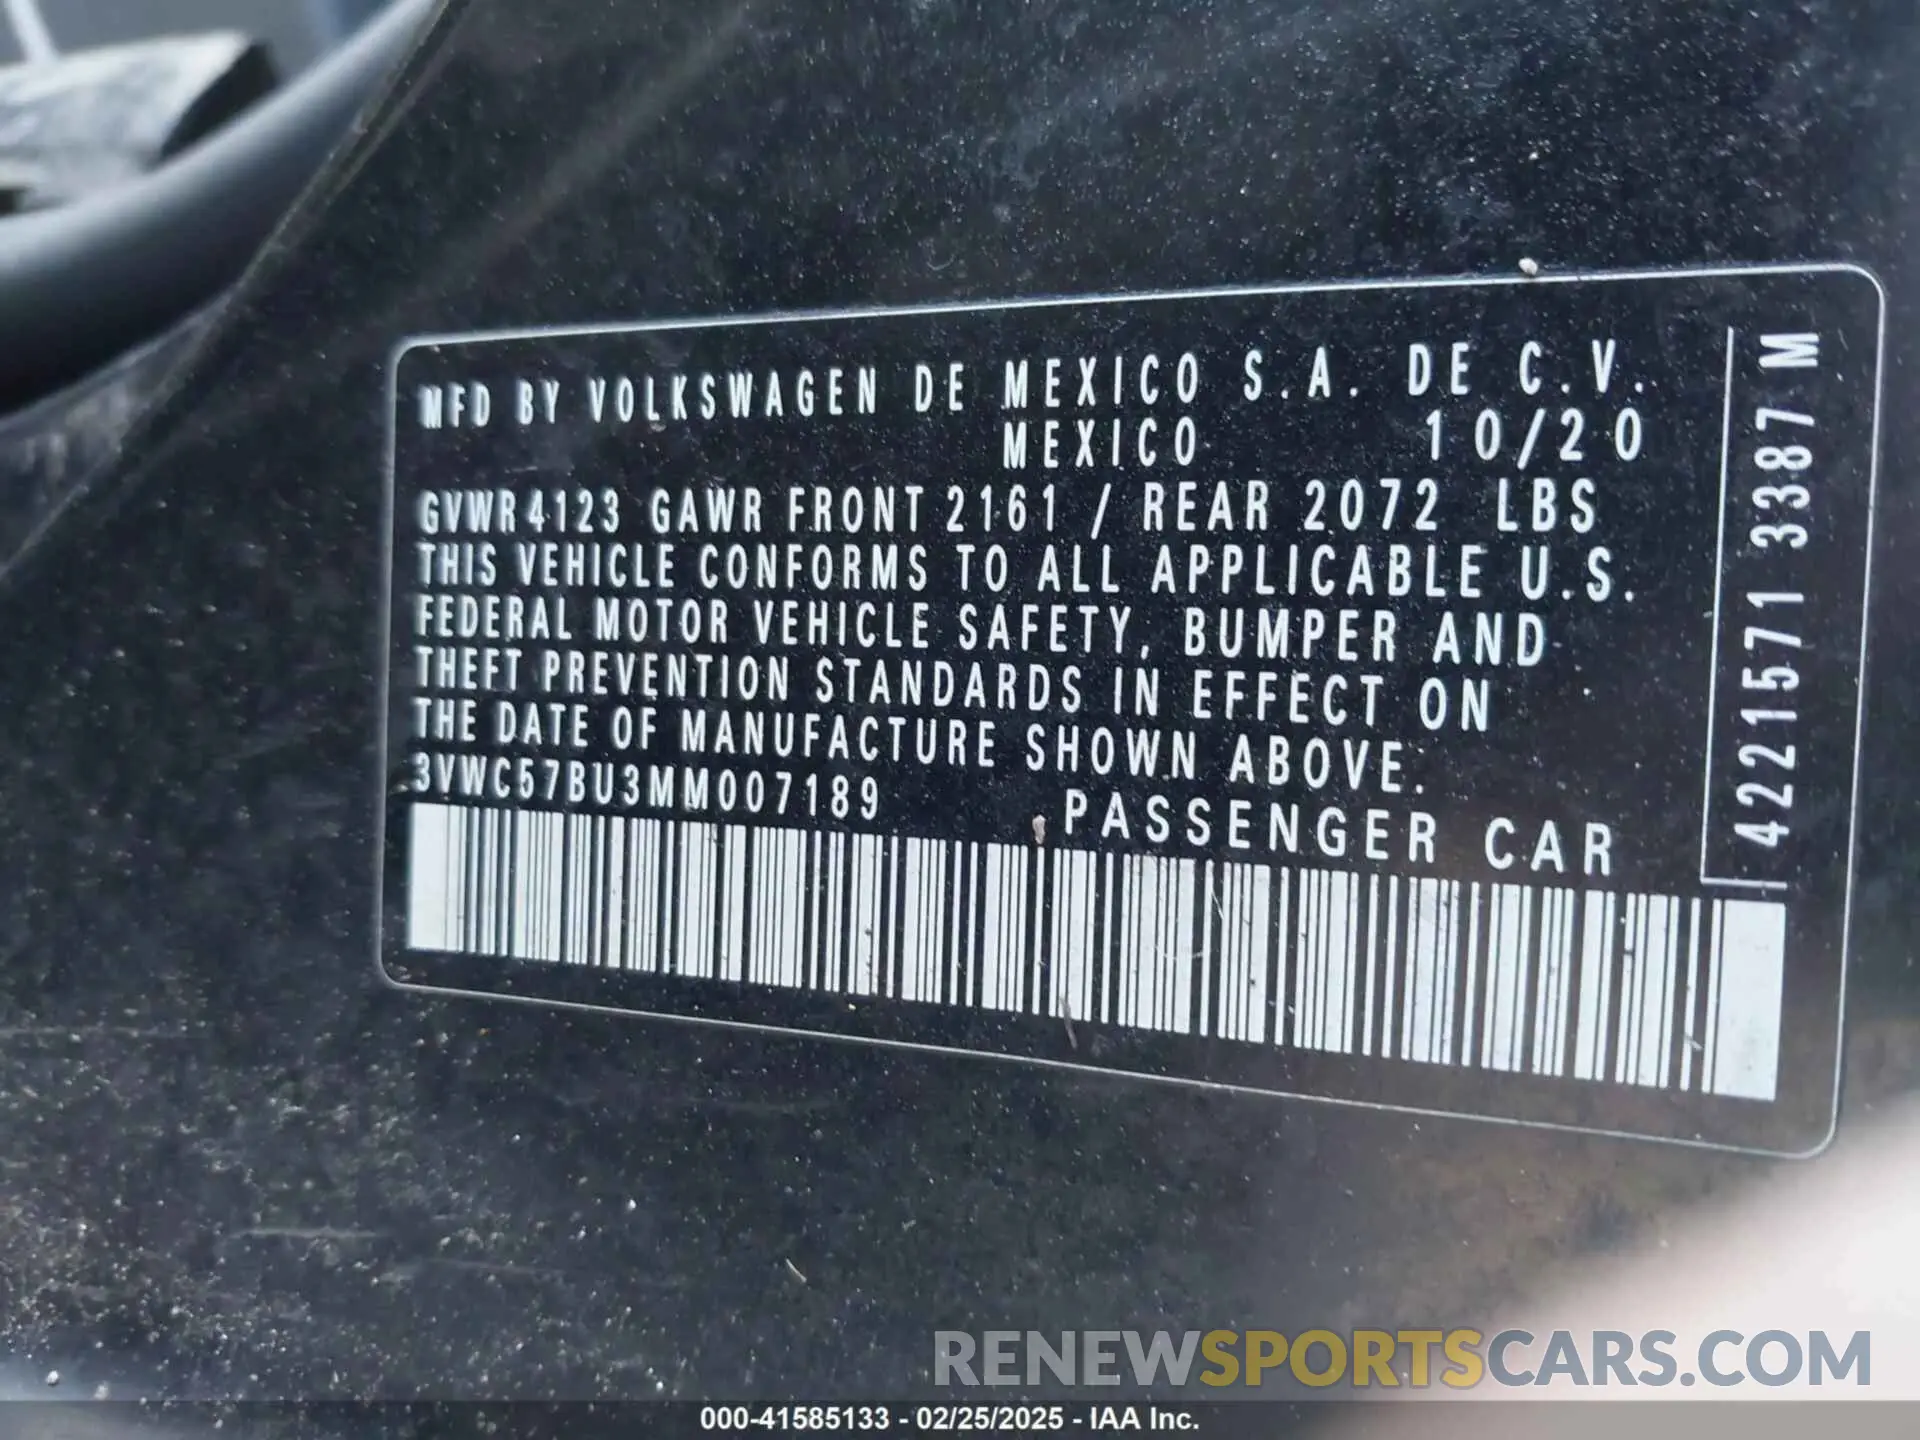 MFD BY VOLKSWAGEN DE MEXICO S.A. DE C.V.
MEXICO 10/20
GVWR 4123 GAWR FRONT 2161 / REAR 2072 LBS
THIS VEHICLE CONFORMS TO ALL APPLICABLE U.S.
FEDERAL MOTOR VEHICLE SAFETY, BUMPER AND
THEFT PREVENTION STANDARDS IN EFFECT ON
THE DATE OF MANUFACTURE SHOWN ABOVE.
3VWC57BU3MM007189 PASSENGER CAR
4221571 3387 M
RENEWSPORTSCARS.COM
000-41585133 - 02/25/2025 - IAA Inc.